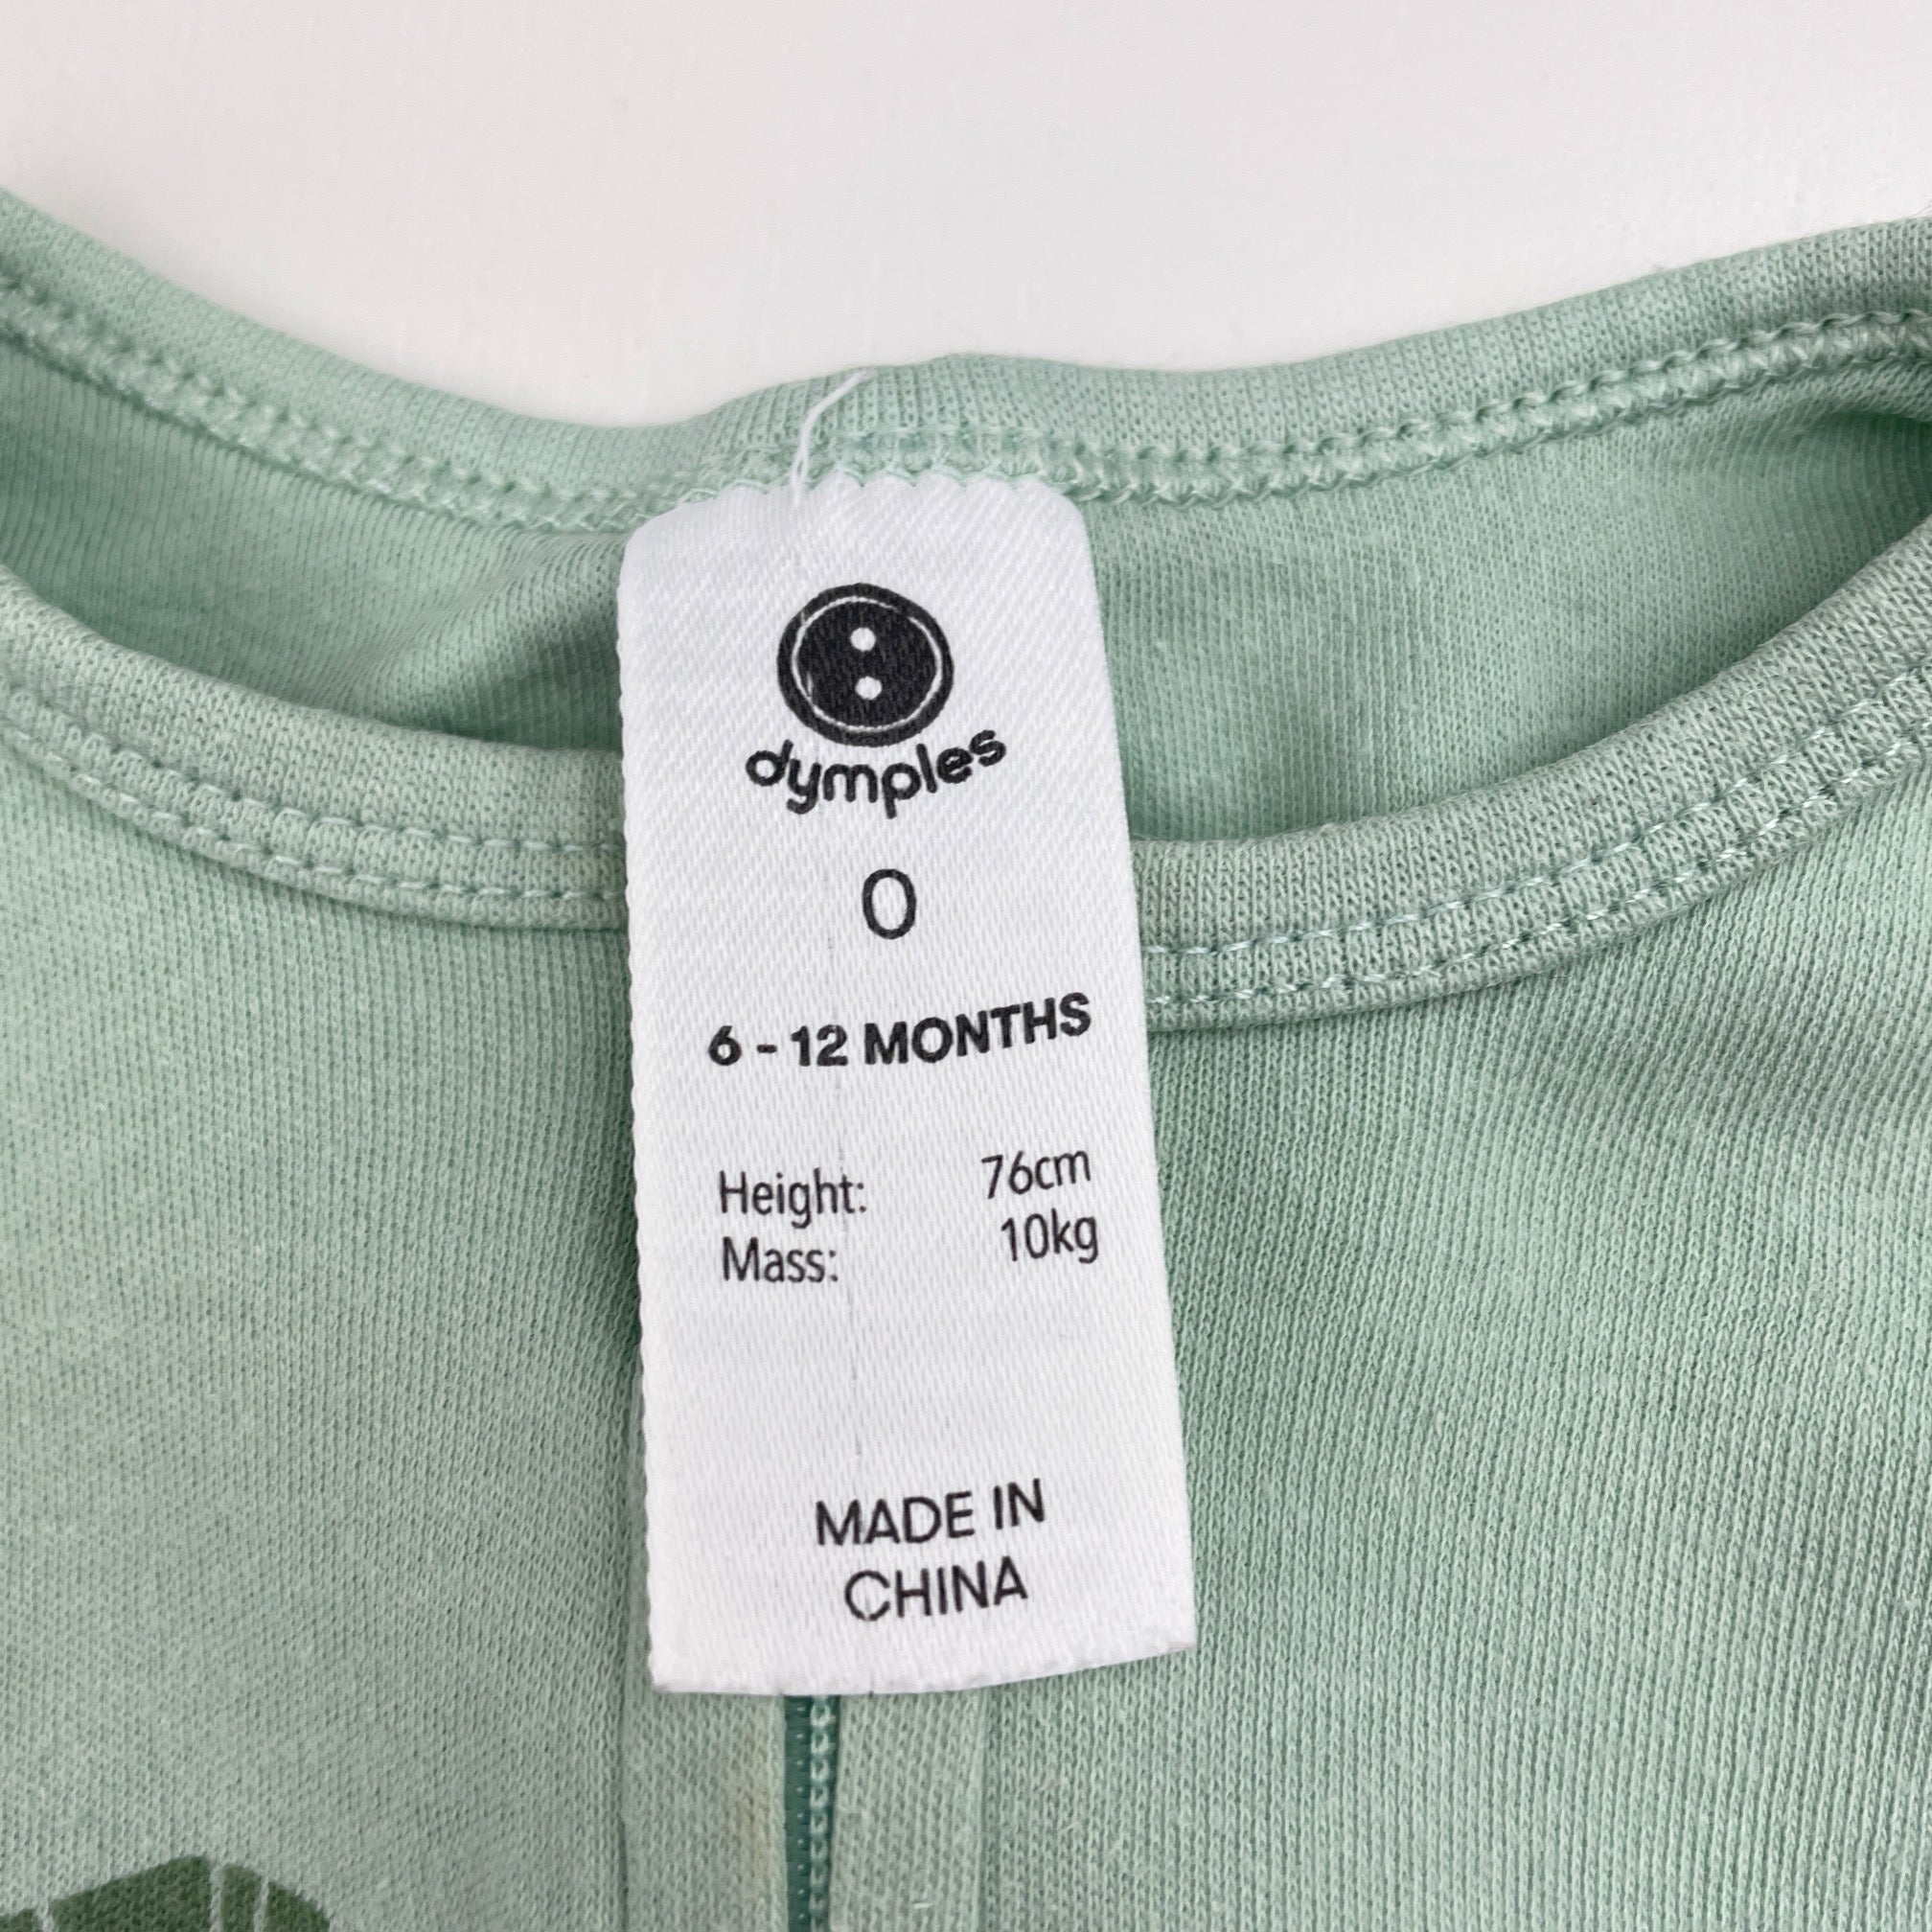 dymples
0
6 - 12 MONTHS
Height: 76cm
Mass: 10kg
MADE IN
CHINA